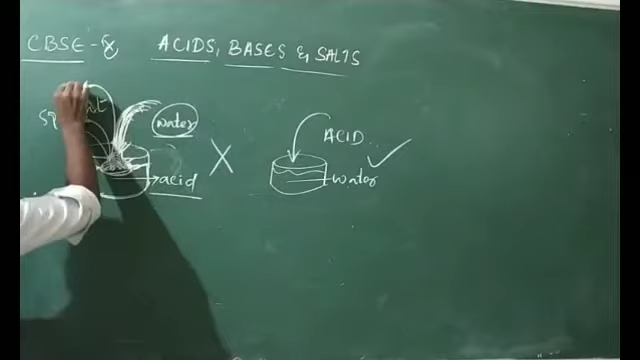 CBSE - X ACIDS, BASES & SALTS
water
ACID
acid
water